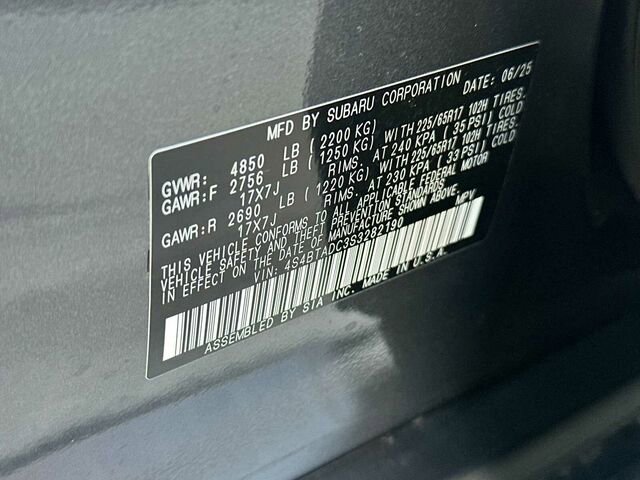 MFD BY SUBARU CORPORATION DATE: 06/25
GVWR: 4850 LB (2200 KG)
GAWR:F 2756 LB (1250 KG) WITH 225/65R17 102H TIRES,
17X7J RIMS, AT 240 KPA (35 PSI) COLD
GAWR:R 2690 LB (1220 KG) WITH 225/65R17 102H TIRES,
17X7J RIMS, AT 230 KPA (33 PSI) COLD
THIS VEHICLE CONFORMS TO ALL APPLICABLE FEDERAL MOTOR
VEHICLE SAFETY AND THEFT PREVENTION STANDARDS
IN EFFECT ON THE DATE OF MANUFACTURE SHOWN ABOVE.
VIN: 4S4BTADC3S3282190 MPV
ASSEMBLED BY SIA INC. MADE IN U.S.A.